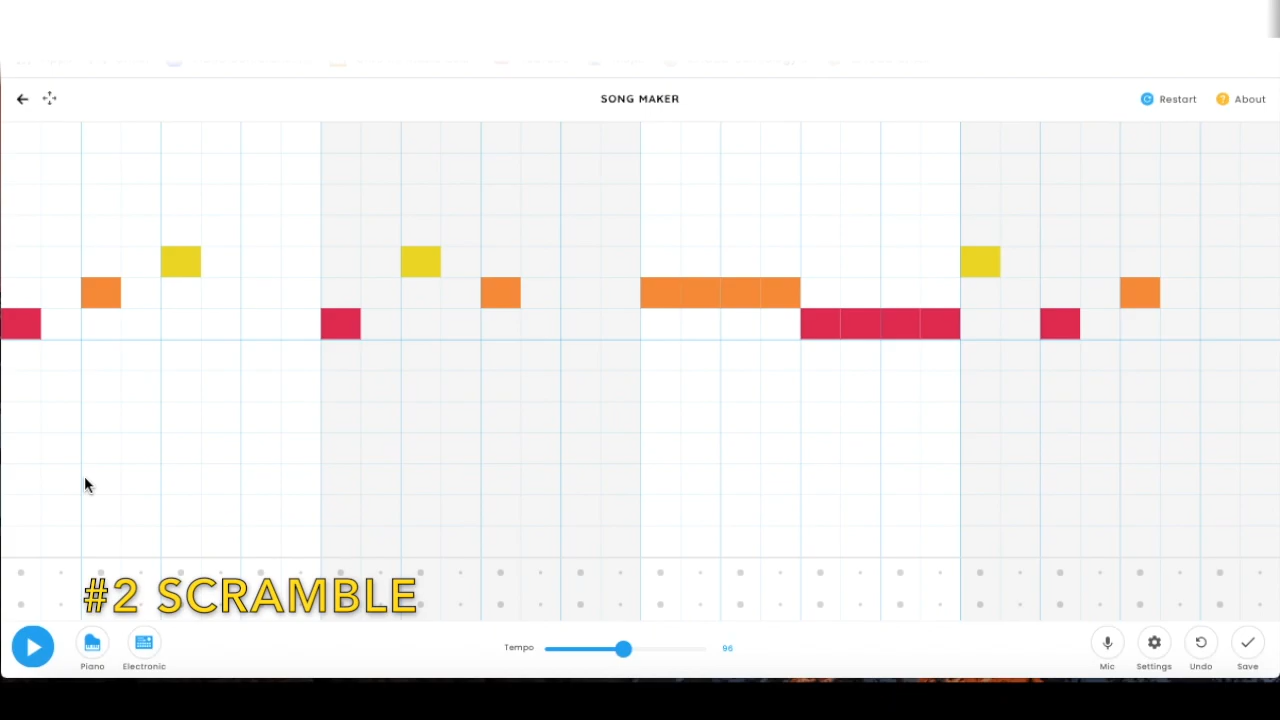 SONG MAKER
Restart
About
#2 SCRAMBLE
Piano
Electronic
Tempo
96
Mic
Settings
Undo
Save